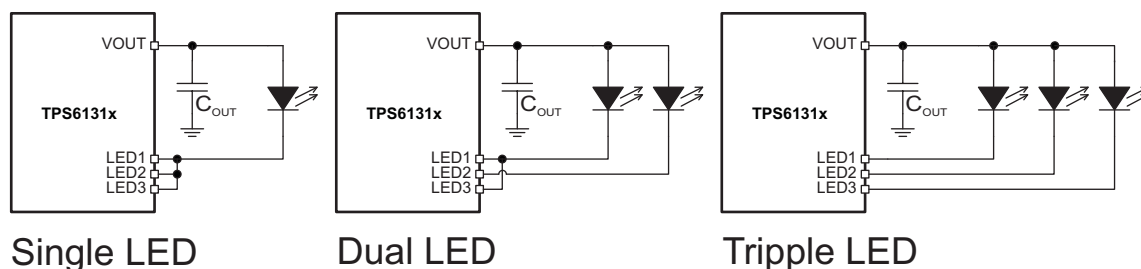 VOUT
TPS6131x
COUT
LED1
LED2
LED3
Single LED
VOUT
TPS6131x
COUT
LED1
LED2
LED3
Dual LED
VOUT
TPS6131x
COUT
LED1
LED2
LED3
Tripple LED